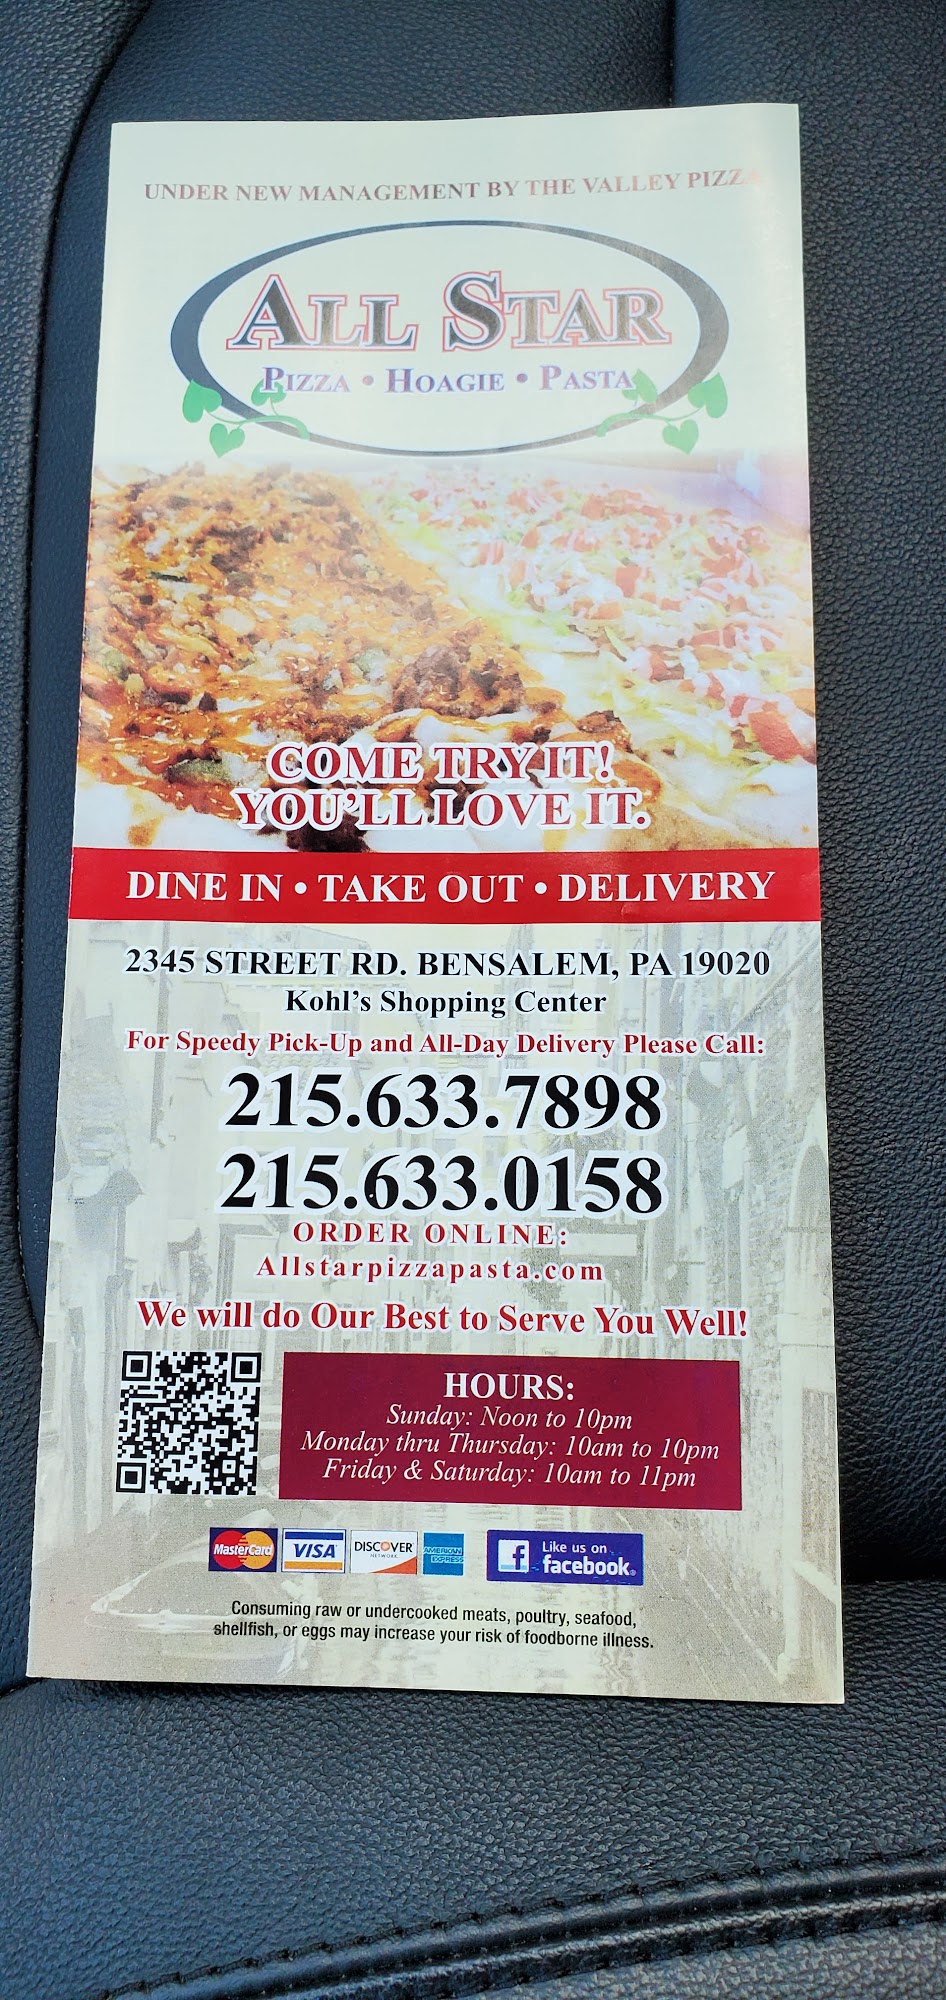 UNDER NEW MANAGEMENT BY THE VALLEY PIZZA
ALL STAR
PIZZA • HOAGIE • PASTA
COME TRY IT!
YOU'LL LOVE IT.
DINE IN • TAKE OUT • DELIVERY
2345 STREET RD. BENSALEM, PA 19020
Kohl's Shopping Center
For Speedy Pick-Up and All-Day Delivery Please Call:
215.633.7898
215.633.0158
ORDER ONLINE:
Allstarpizzapasta.com
We will do Our Best to Serve You Well!
HOURS:
Sunday: Noon to 10pm
Monday thru Thursday: 10am to 10pm
Friday & Saturday: 10am to 11pm
MasterCard VISA DISCOVER NETWORK AMERICAN EXPRESS f Like us on facebook.
Consuming raw or undercooked meats, poultry, seafood,
shellfish, or eggs may increase your risk of foodborne illness.